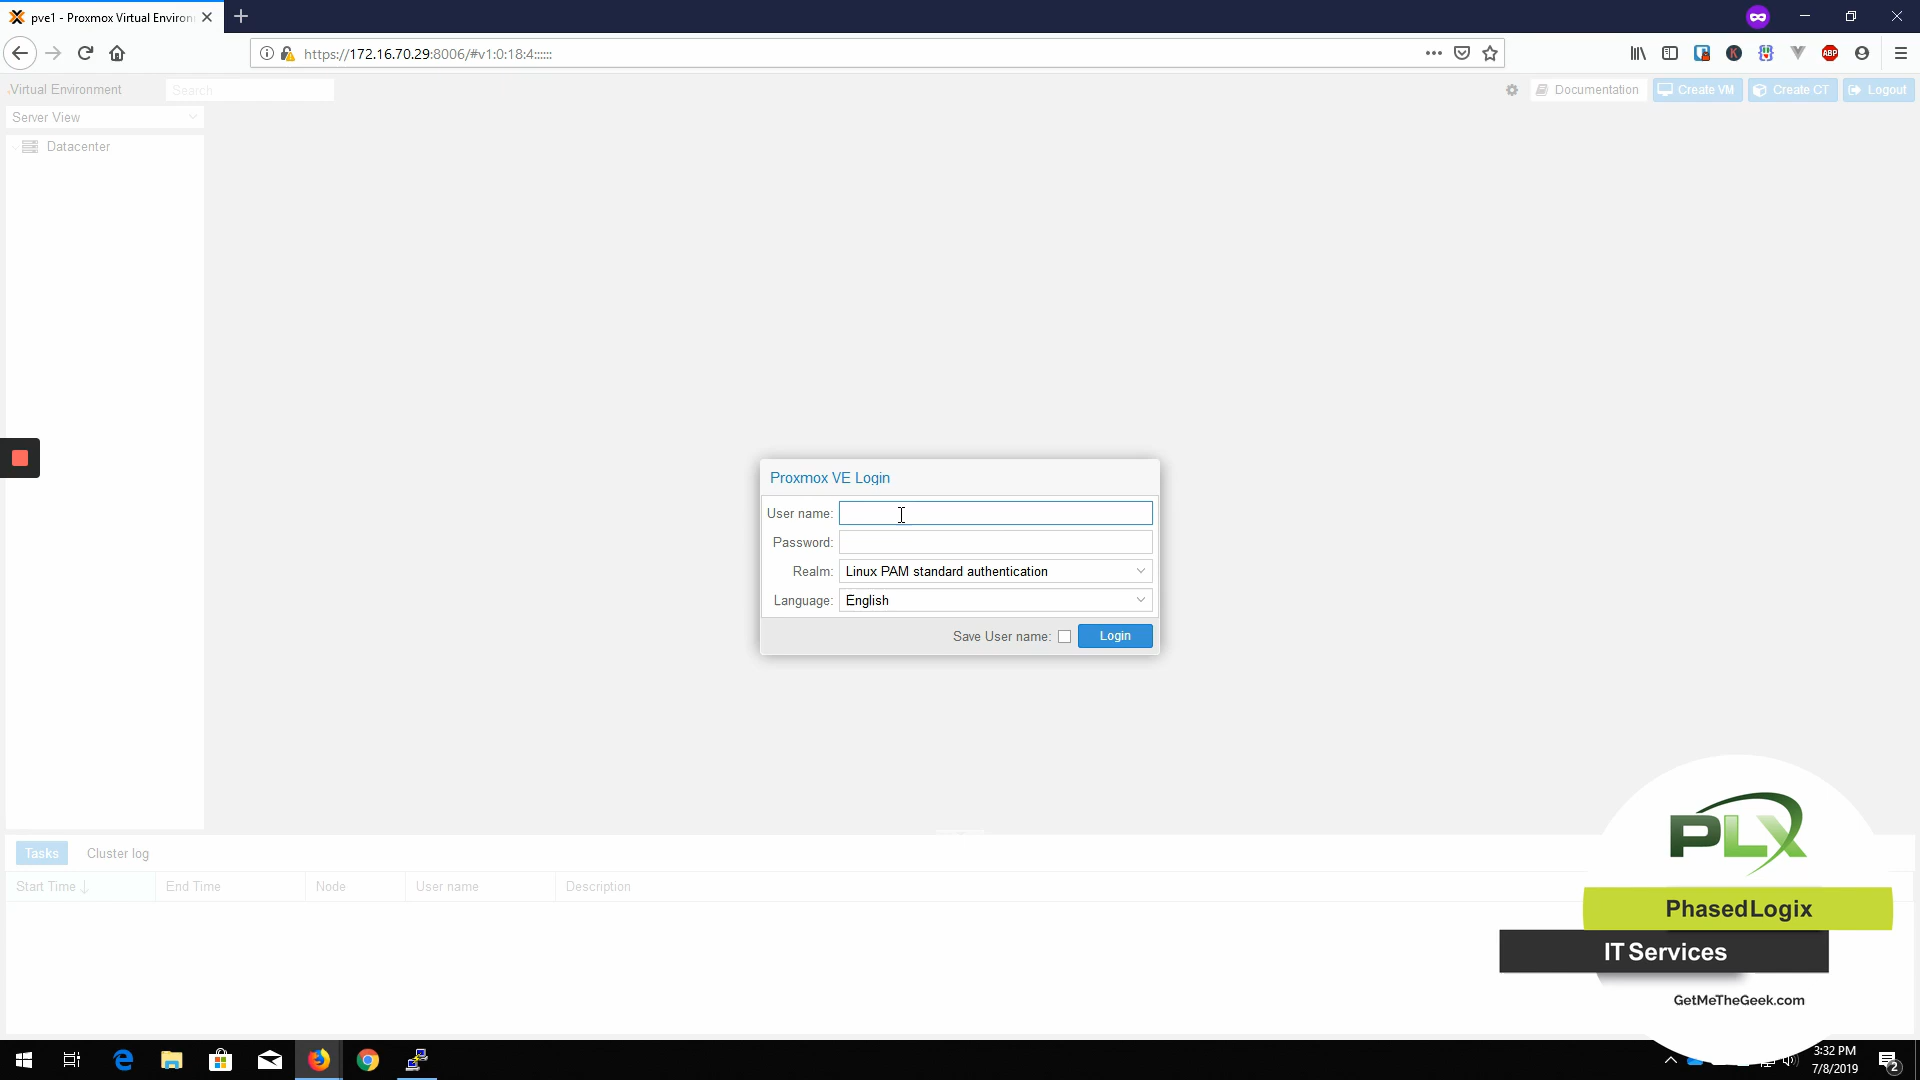 pve1 - Proxmox Virtual Environ
https://172.16.70.29:8006/#v1:0:18:4::::::
ABP
Virtual Environment
Search
Documentation
Create VM
Create CT
Logout
Server View
Datacenter
Proxmox VE Login
User name:
Password:
Realm: Linux PAM standard authentication
Language: English
Save User name:
Login
Tasks
Cluster log
Start Time
End Time
Node
User name
Description
PLX
PhasedLogix
IT Services
GetMeTheGeek.com
3:32 PM
7/8/2019
2